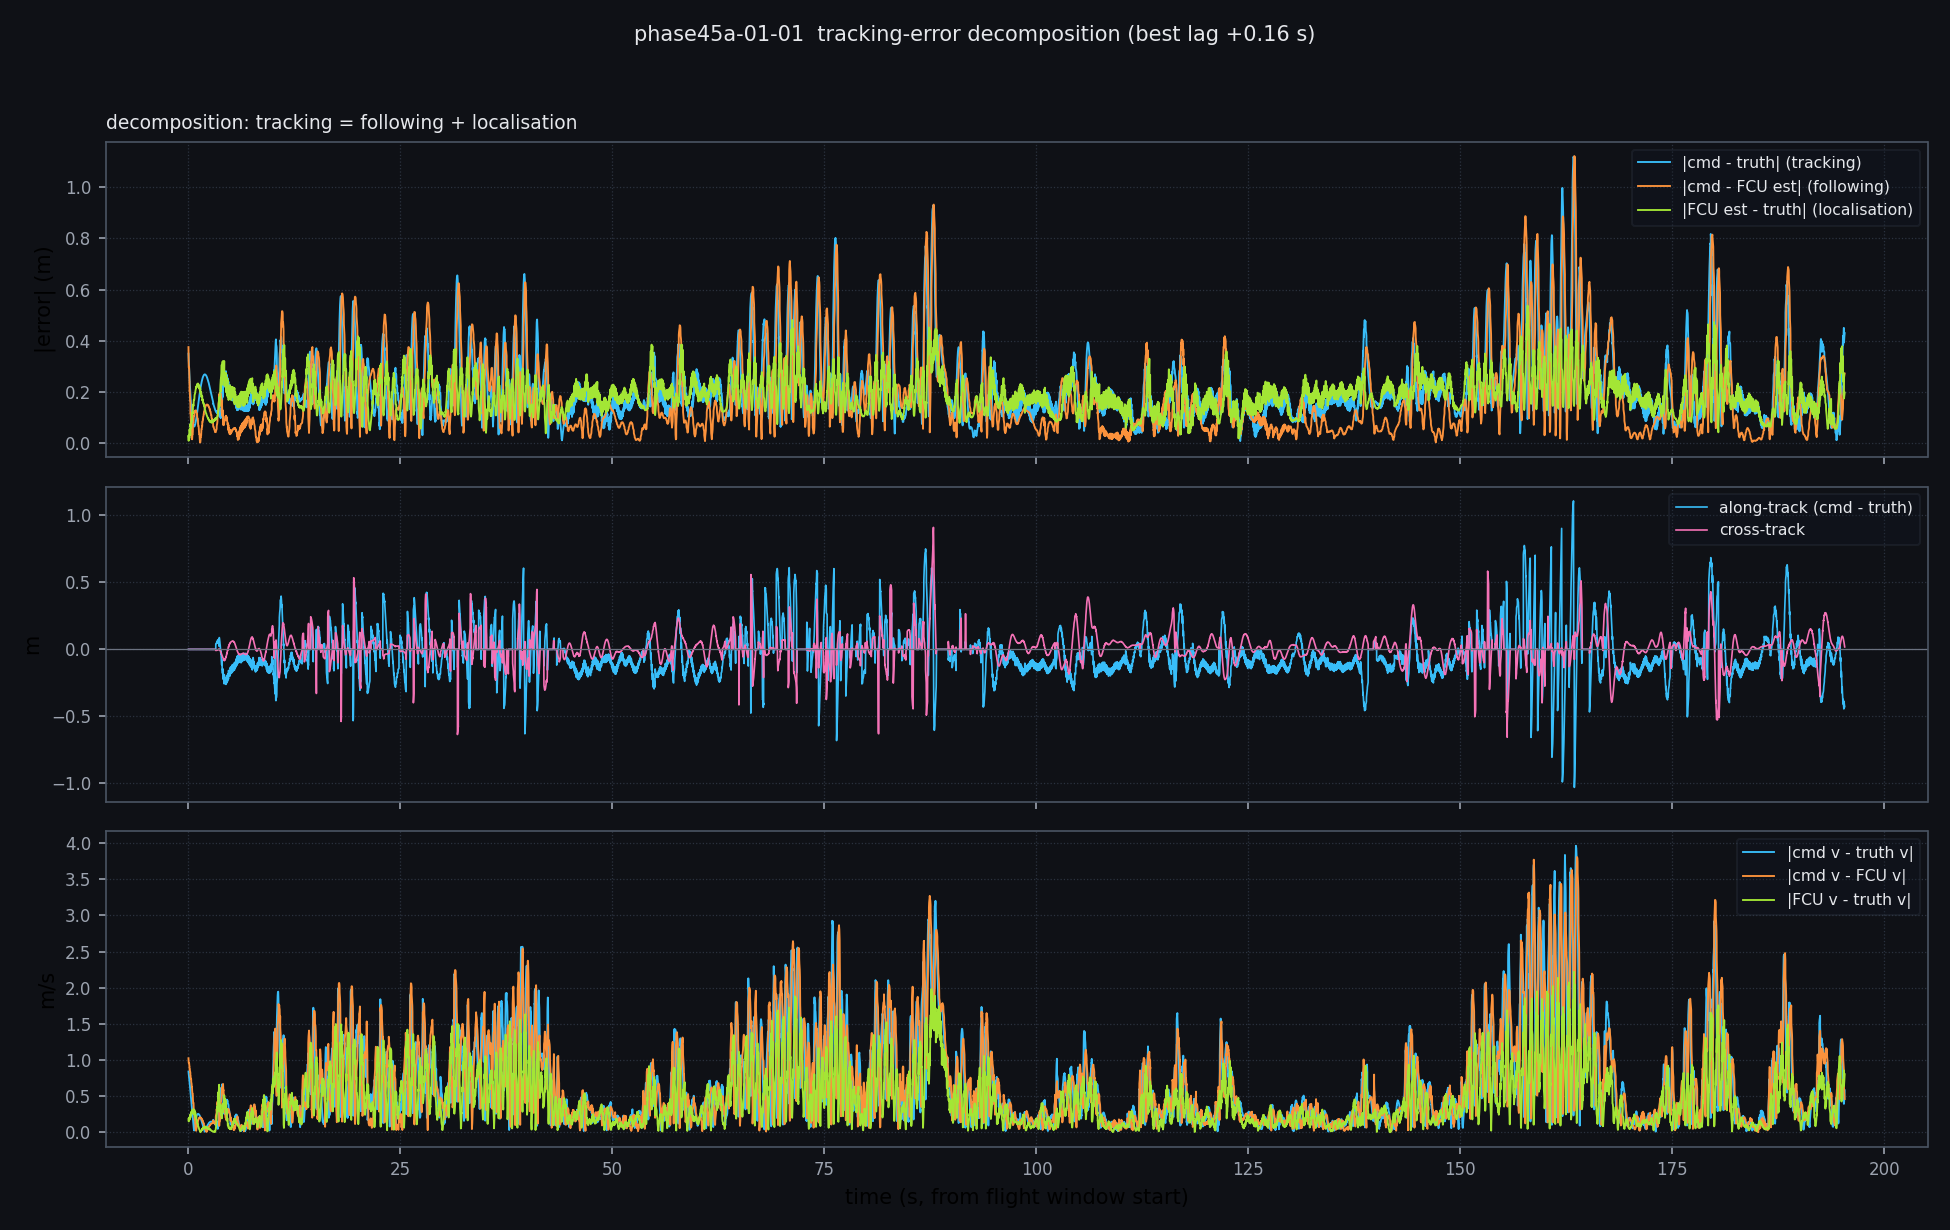 phase45a-01-01  tracking-error decomposition (best lag +0.16 s)
decomposition: tracking = following + localisation
|error| (m)
1.0
0.8
0.6
0.4
0.2
0.0
|cmd - truth| (tracking)
|cmd - FCU est| (following)
|FCU est - truth| (localisation)
m
1.0
0.5
0.0
−0.5
−1.0
along-track (cmd - truth)
cross-track
m/s
4.0
3.5
3.0
2.5
2.0
1.5
1.0
0.5
0.0
|cmd v - truth v|
|cmd v - FCU v|
|FCU v - truth v|
0 25 50 75 100 125 150 175 200
time (s, from flight window start)